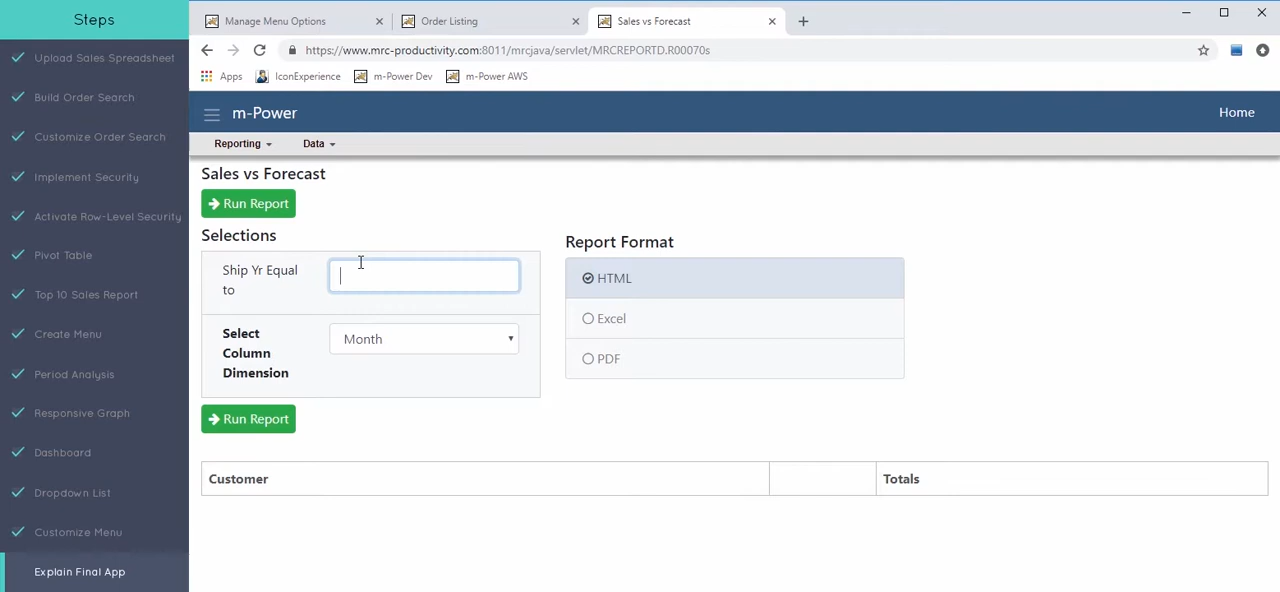 Steps
Upload Sales Spreadsheet
Build Order Search
Customize Order Search
Implement Security
Activate Row-Level Security
Pivot Table
Top 10 Sales Report
Create Menu
Period Analysis
Responsive Graph
Dashboard
Dropdown List
Customize Menu
Explain Final App
Manage Menu Options
Order Listing
Sales vs Forecast
https://www.mrc-productivity.com:8011/mrcjava/servlet/MRCREPORTD.R00070s
Apps
IconExperience
m-Power Dev
m-Power AWS
m-Power
Home
Reporting
Data
Sales vs Forecast
Run Report
Selections
Ship Yr Equal
to
Select
Column
Dimension
Month
Report Format
HTML
Excel
PDF
Run Report
Customer
Totals